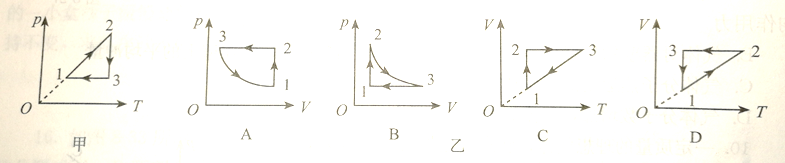 p 2 1 3 O T
p 3 2 1 O V
p 2 1 3 O V
V 2 3 1 O T
V 3 2 1 O T
甲 A B 乙 C D